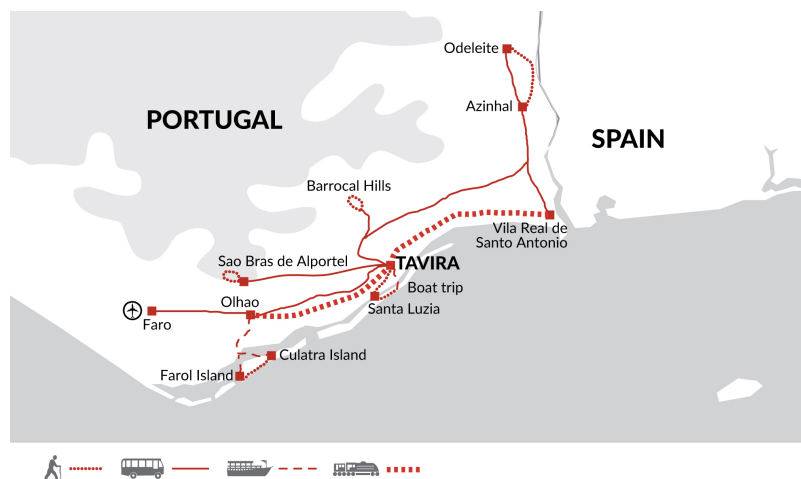 Odeleite
Azinhal
PORTUGAL
SPAIN
Barrocal Hills
Vila Real de
Santo Antonio
Sao Bras de Alportel
TAVIRA
Boat trip
Olhao
Santa Luzia
Faro
Culatra Island
Farol Island